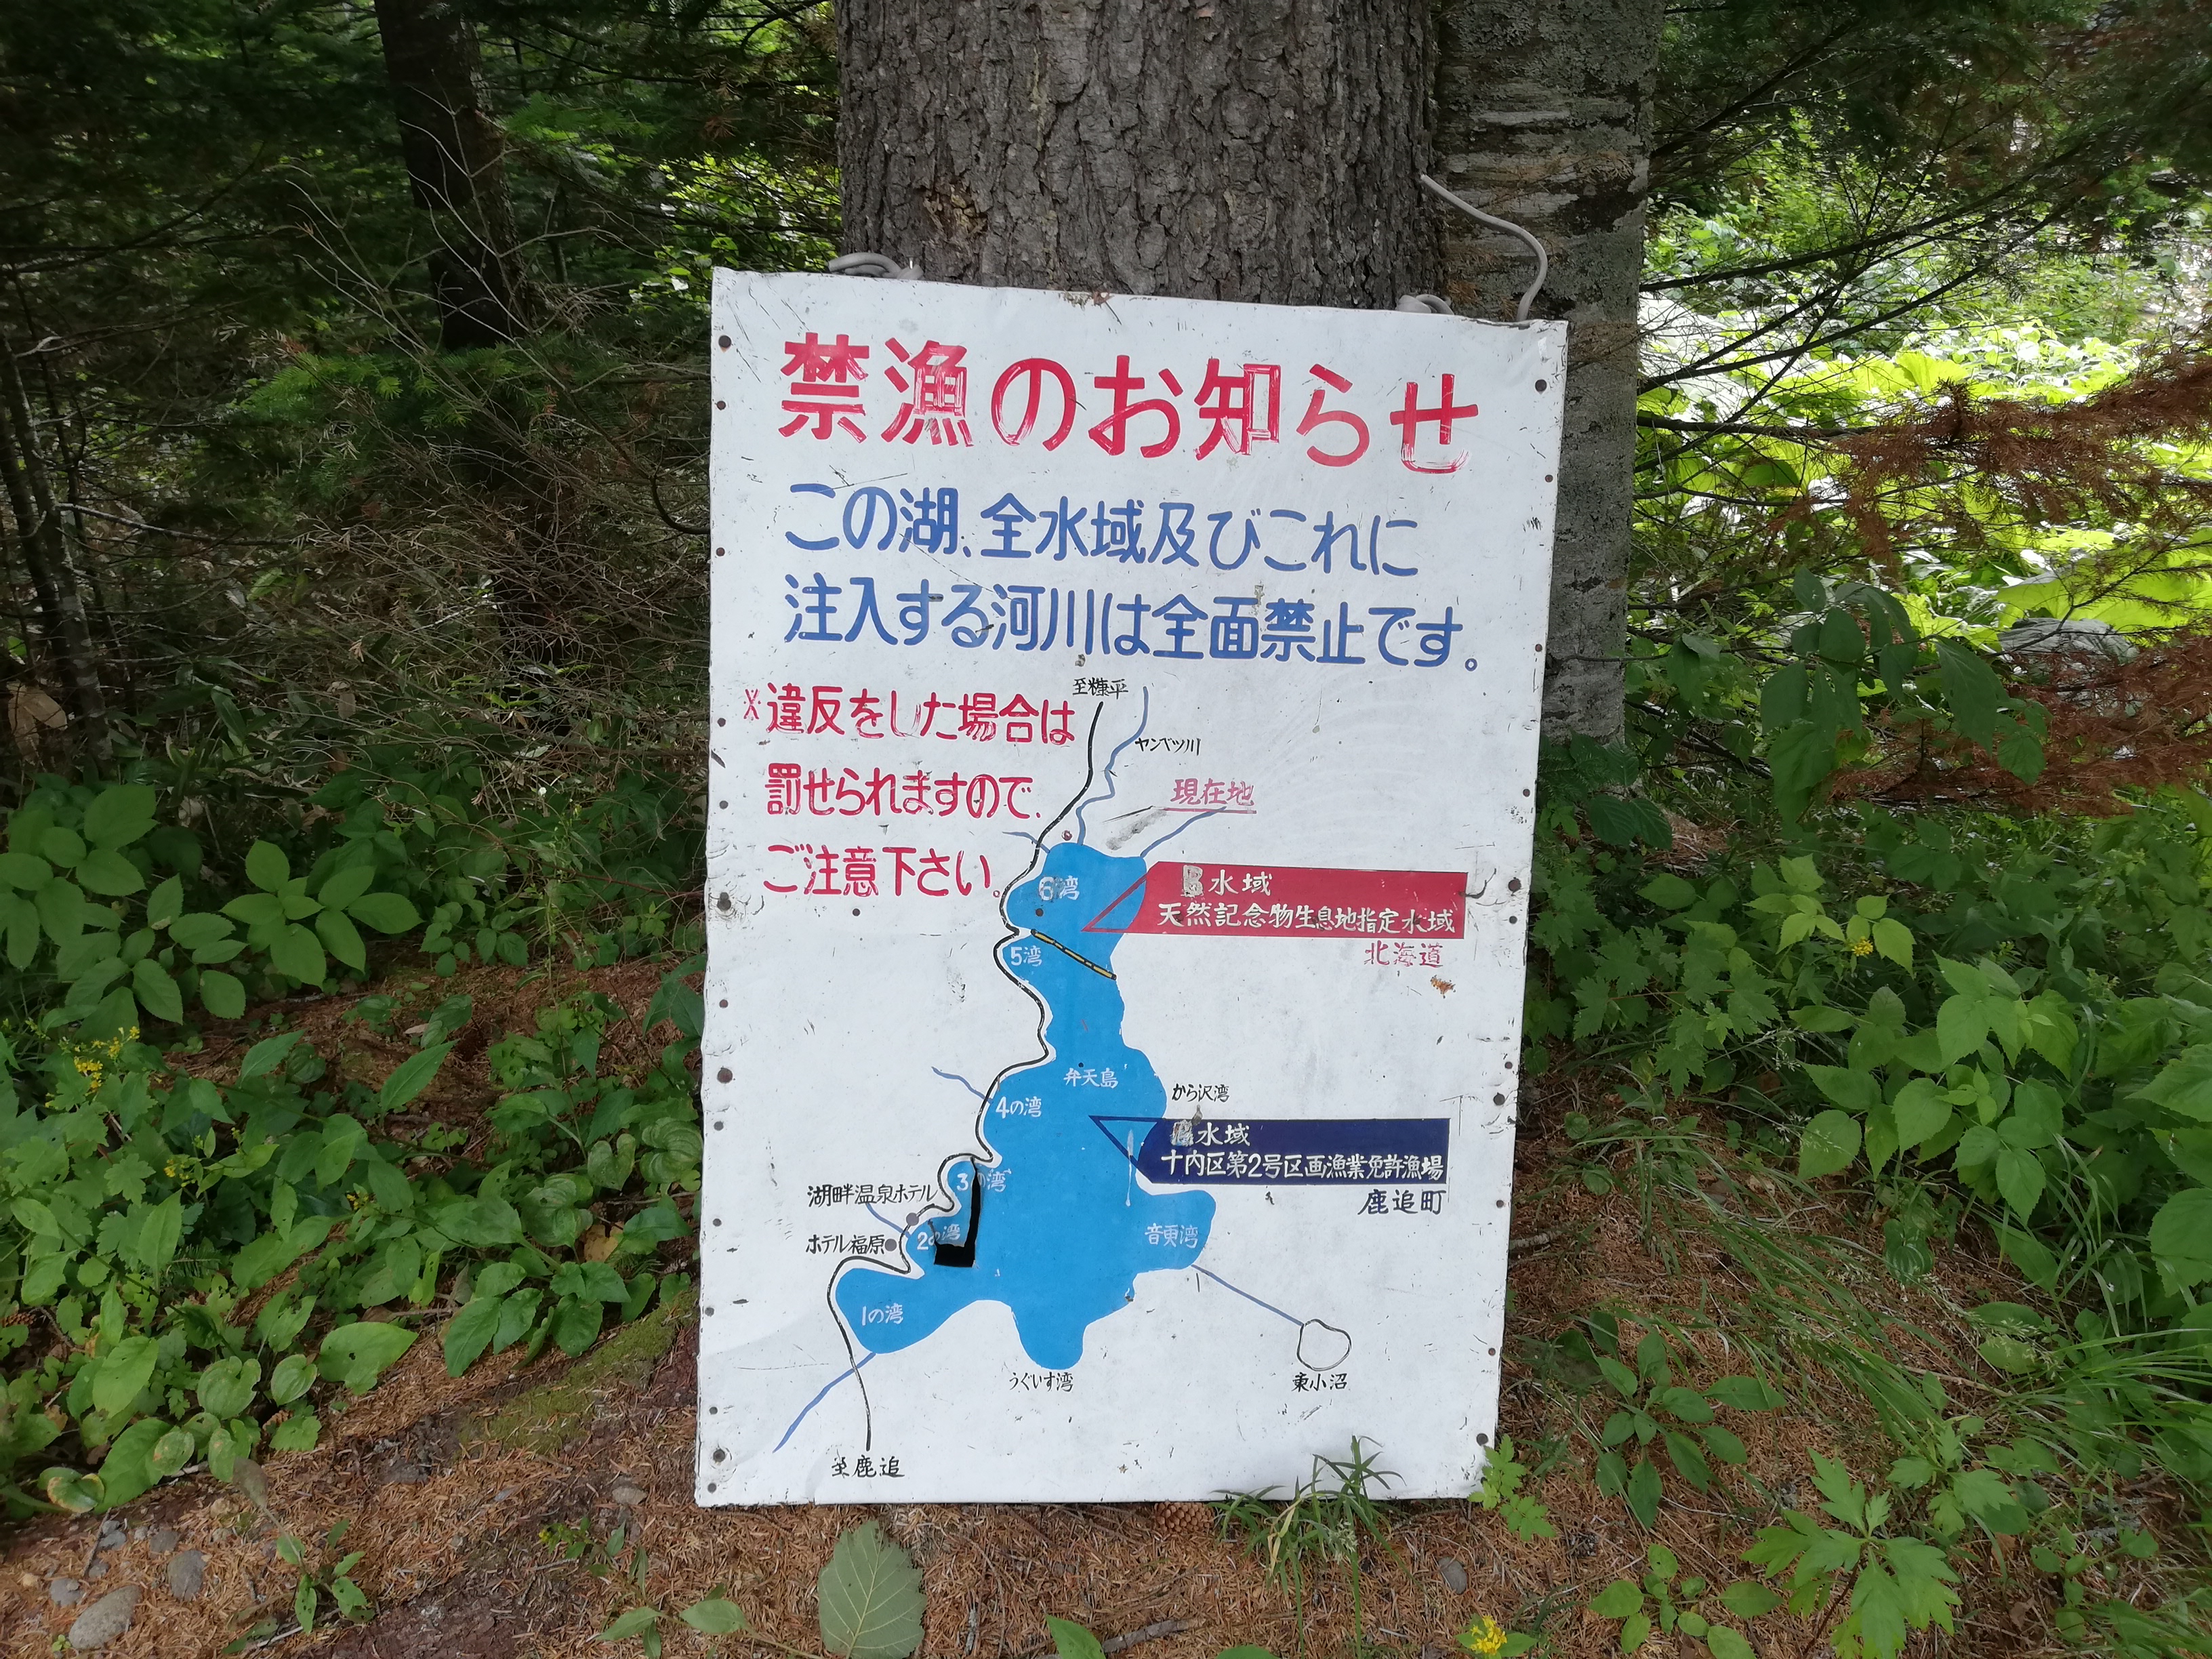 禁漁のお知らせ
この湖、全水域及びこれに
注入する河川は全面禁止です。
※違反をした場合は
罰せられますので、
ご注意下さい。
至糠平
ヤンベツ川
現在地
6湾
B水域
天然記念物生息地指定水域
北海道
5湾
弁天島
から沢湾
4の湾
水域
十内区第2号区画漁業免許漁場
鹿追町
3の湾
湖畔温泉ホテル
2の湾
ホテル福原
音更湾
1の湾
うぐいす湾
東小沼
至鹿追